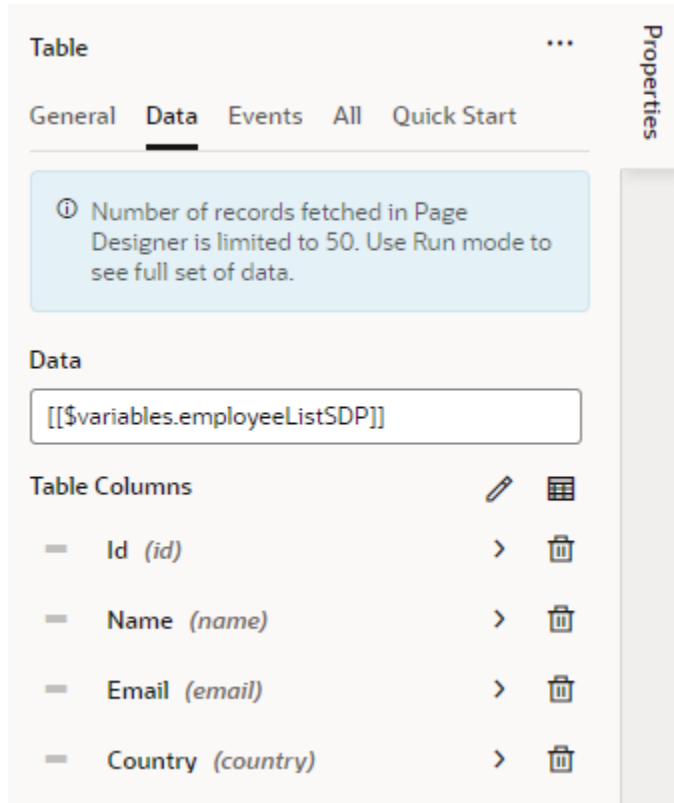 Table ...
Properties
General Data Events All Quick Start
Number of records fetched in Page
Designer is limited to 50. Use Run mode to
see full set of data.
Data
[[$variables.employeeListSDP]]
Table Columns
Id (id)
Name (name)
Email (email)
Country (country)